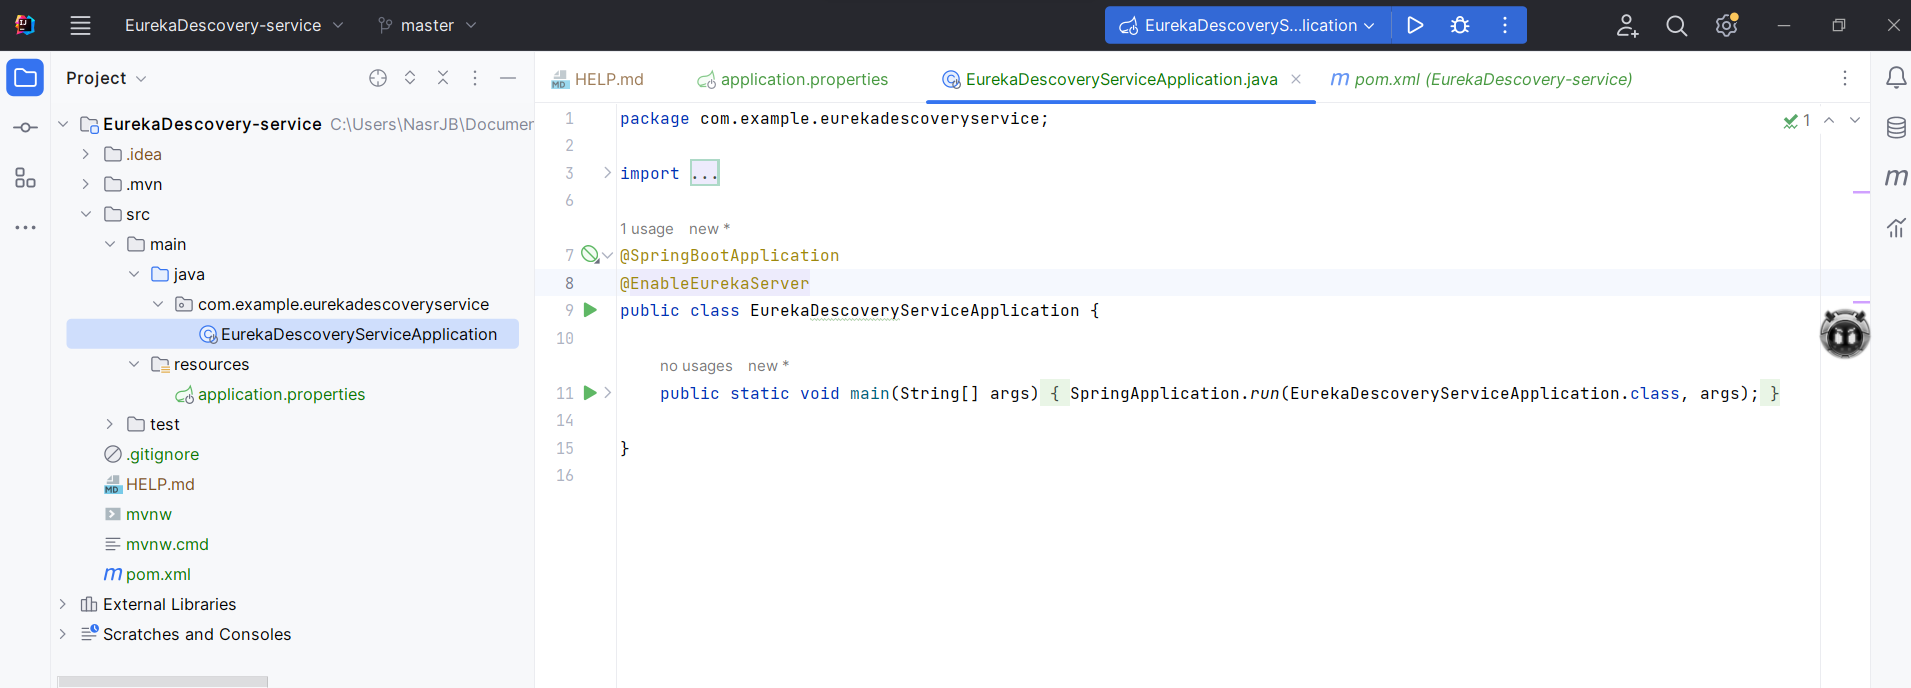 EurekaDescovery-service
master
EurekaDescoveryS...lication
Project
HELP.md
application.properties
EurekaDescoveryServiceApplication.java
pom.xml (EurekaDescovery-service)
EurekaDescovery-service C:\Users\NasrJB\Documen
.idea
.mvn
src
main
java
com.example.eurekadescoveryservice
EurekaDescoveryServiceApplication
resources
application.properties
test
.gitignore
HELP.md
mvnw
mvnw.cmd
pom.xml
External Libraries
Scratches and Consoles
1 package com.example.eurekadescoveryservice;
2
3 import ...
6
1 usage new *
7 @SpringBootApplication
8 @EnableEurekaServer
9 public class EurekaDescoveryServiceApplication {
10
no usages new *
11 public static void main(String[] args) { SpringApplication.run(EurekaDescoveryServiceApplication.class, args); }
14
15 }
16
1